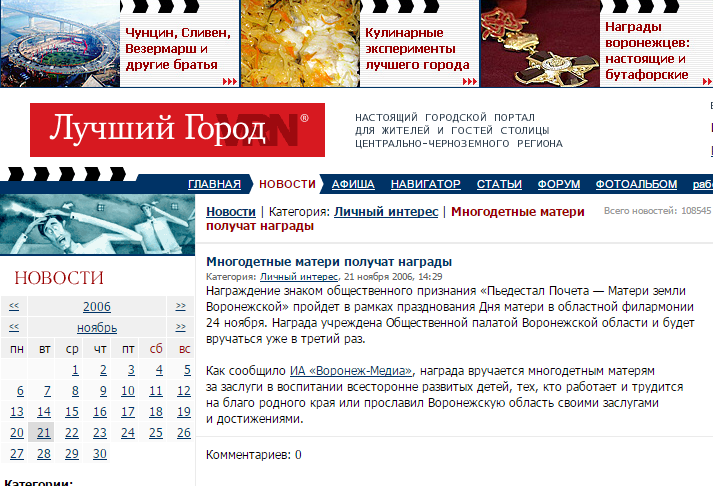 Чунцин, Сливен,
Везермарш и
другие братья
Кулинарные
эксперименты
лучшего города
Награды
воронежцев:
настоящие и
бутафорские
Лучший Город
VRN
®
НАСТОЯЩИЙ ГОРОДСКОЙ ПОРТАЛ
ДЛЯ ЖИТЕЛЕЙ И ГОСТЕЙ СТОЛИЦЫ
ЦЕНТРАЛЬНО-ЧЕРНОЗЕМНОГО РЕГИОНА
ГЛАВНАЯ НОВОСТИ АФИША НАВИГАТОР СТАТЬИ ФОРУМ ФОТОАЛЬБОМ раб
Новости | Категория: Личный интерес | Многодетные матери
получат награды
Всего новостей: 108545
НОВОСТИ
<< 2006 >>
<< ноябрь >>
пн вт ср чт пт сб вс
1 2 3 4 5
6 7 8 9 10 11 12
13 14 15 16 17 18 19
20 21 22 23 24 25 26
27 28 29 30
Категории:
Многодетные матери получат награды
Категория: Личный интерес, 21 ноября 2006, 14:29
Награждение знаком общественного признания «Пьедестал Почета — Матери земли
Воронежской» пройдет в рамках празднования Дня матери в областной филармонии
24 ноября. Награда учреждена Общественной палатой Воронежской области и будет
вручаться уже в третий раз.
Как сообщило ИА «Воронеж-Медиа», награда вручается многодетным матерям
за заслуги в воспитании всесторонне развитых детей, тех, кто работает и трудится
на благо родного края или прославил Воронежскую область своими заслугами
и достижениями.
Комментариев: 0